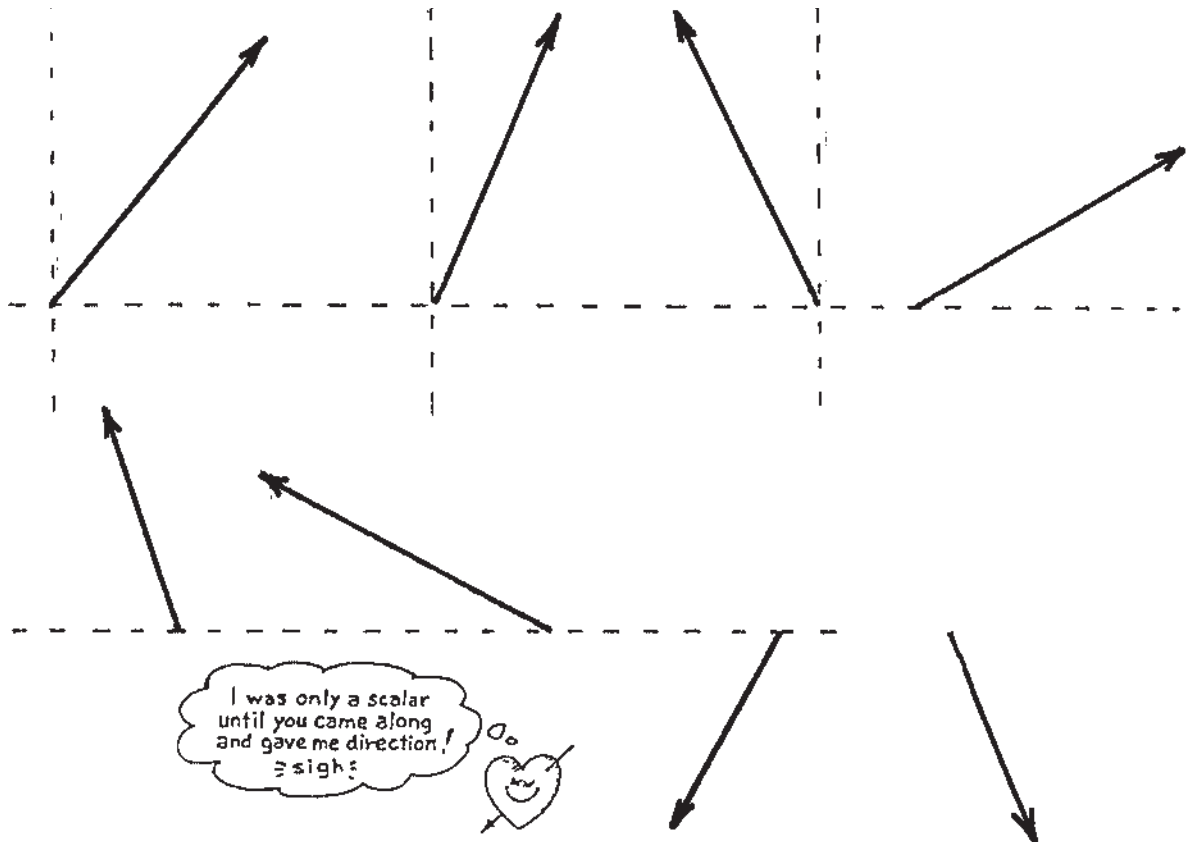 I was only a scalar
until you came along
and gave me direction!
sigh